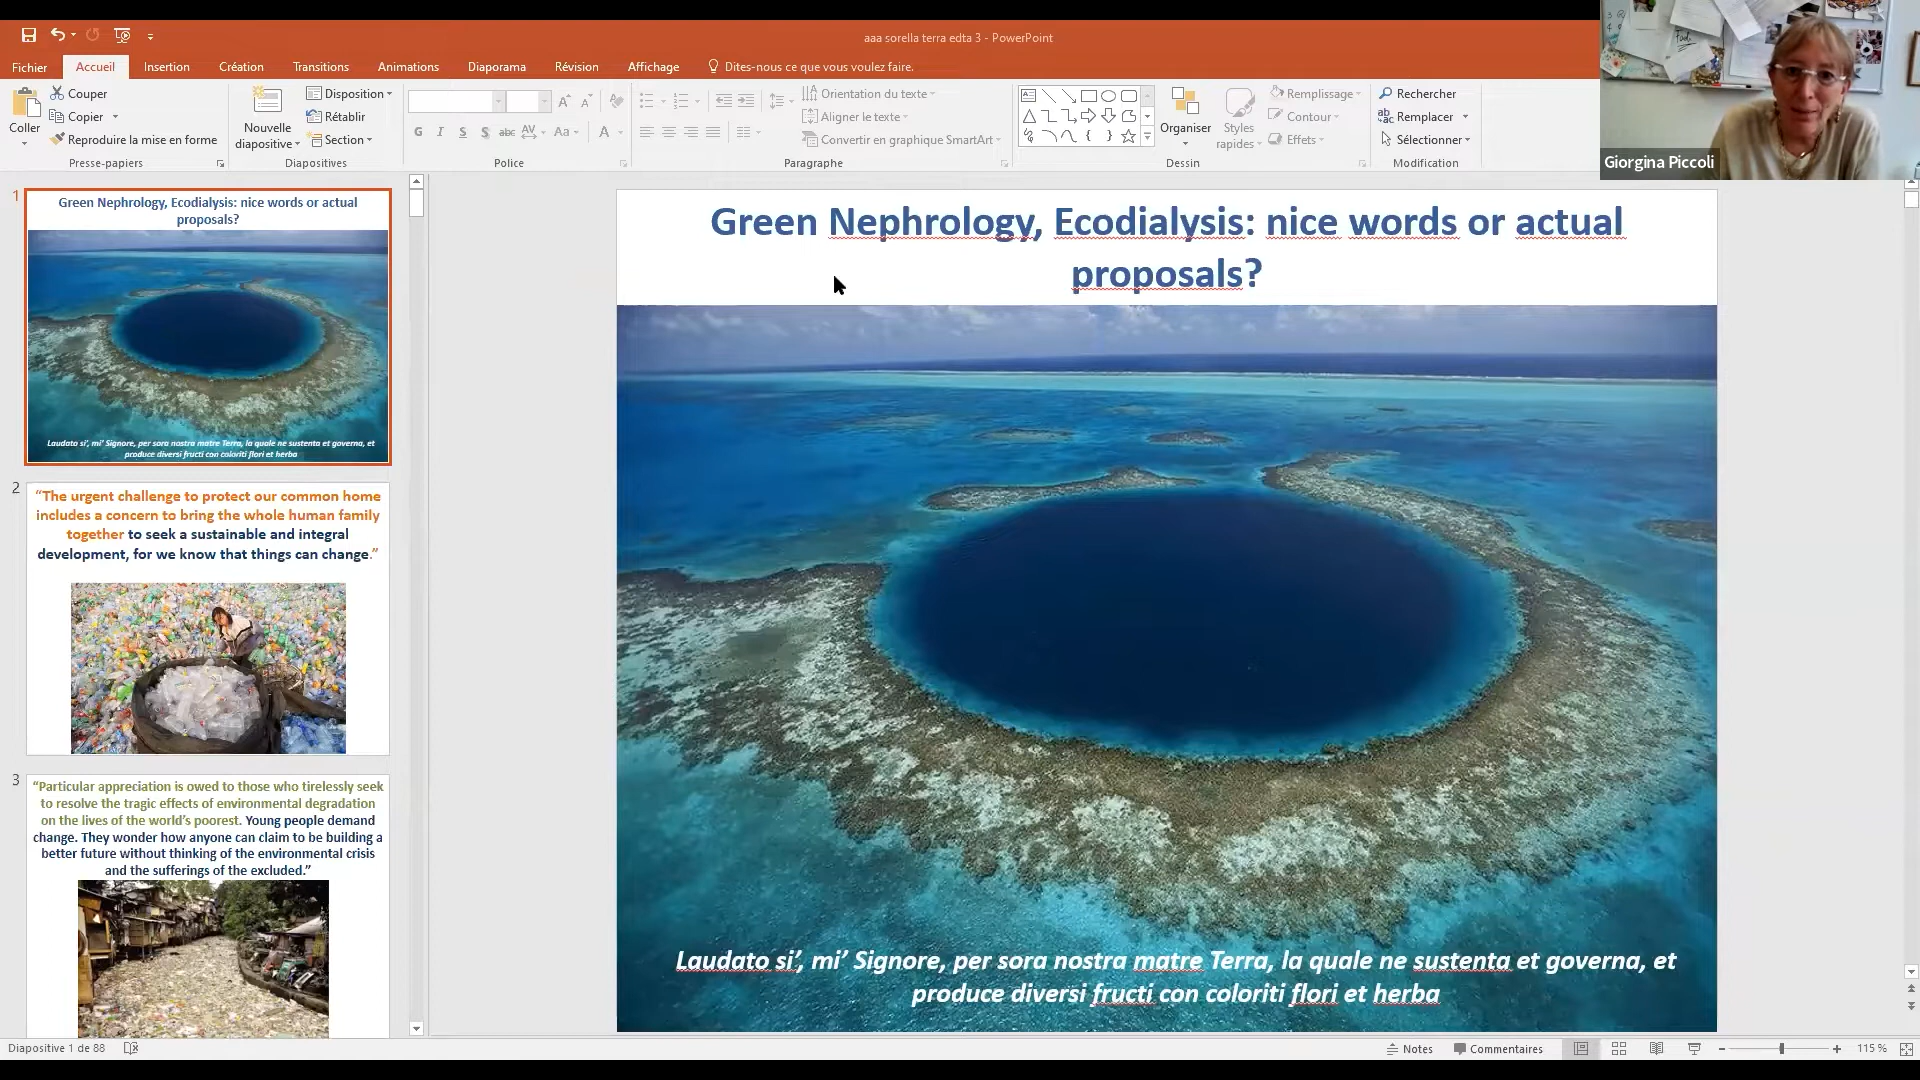 aaa sorella terra edta 3 - PowerPoint
Fichier Accueil Insertion Création Transitions Animations Diaporama Révision Affichage Dites-nous ce que vous voulez faire.
Coller
Couper
Copier
Reproduire la mise en forme
Presse-papiers
Nouvelle
diapositive
Disposition
Rétablir
Section
Diapositives
G I S S abc AV Aa A
Police
Orientation du texte
Aligner le texte
Convertir en graphique SmartArt
Paragraphe
Organiser
Styles
rapides
Remplissage
Contour
Effets
Dessin
Rechercher
Remplacer
Sélectionner
Modification
Giorgina Piccoli
1
Green Nephrology, Ecodialysis: nice words or actual
proposals?
Laudato si’, mi’ Signore, per sora nostra matre Terra, la quale ne sustenta et governa, et
produce diversi fructi con coloriti flori et herba
2
“The urgent challenge to protect our common home
includes a concern to bring the whole human family
together to seek a sustainable and integral
development, for we know that things can change.”
3
“Particular appreciation is owed to those who tirelessly seek
to resolve the tragic effects of environmental degradation
on the lives of the world’s poorest. Young people demand
change. They wonder how anyone can claim to be building a
better future without thinking of the environmental crisis
and the sufferings of the excluded.”
Green Nephrology, Ecodialysis: nice words or actual
proposals?
Laudato si’, mi’ Signore, per sora nostra matre Terra, la quale ne sustenta et governa, et
produce diversi fructi con coloriti flori et herba
Diapositive 1 de 88
Notes Commentaires 115 %